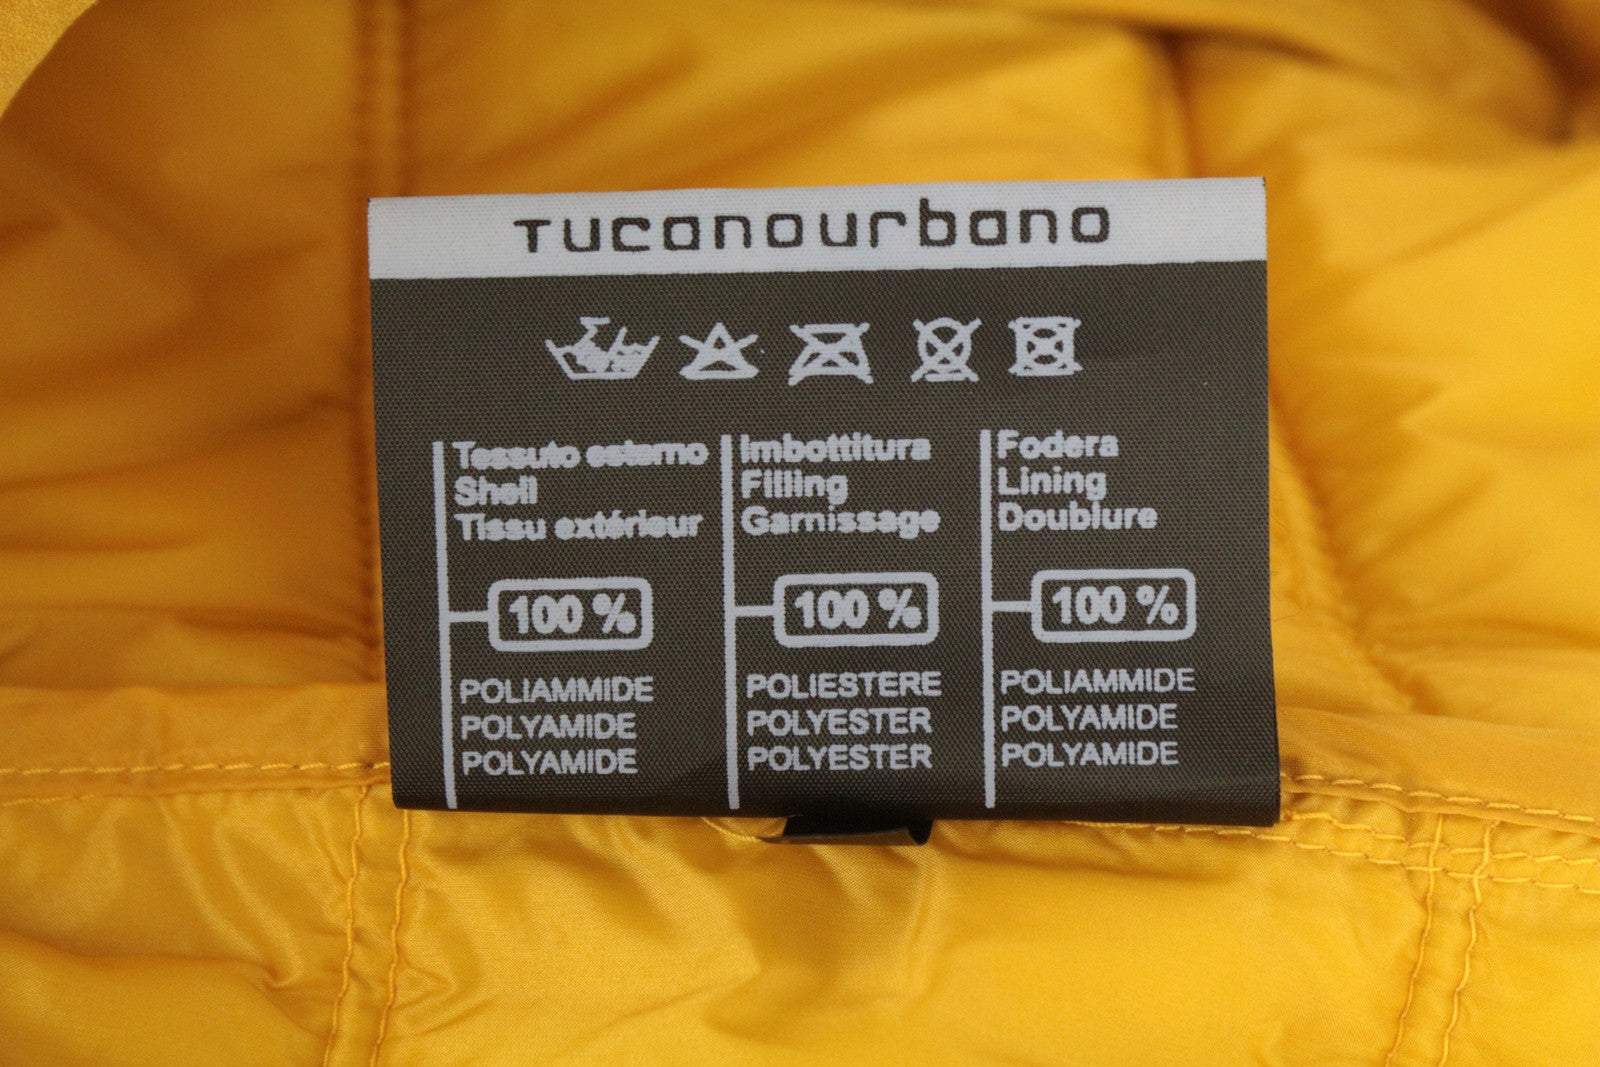 Tucanourbano
Tessuto esterno
Shell
Tissu extérieur
100 %
POLIAMMIDE
POLYAMIDE
POLYAMIDE
Imbottitura
Filling
Garnissage
100 %
POLIESTERE
POLYESTER
POLYESTER
Fodera
Lining
Doublure
100 %
POLIAMMIDE
POLYAMIDE
POLYAMIDE